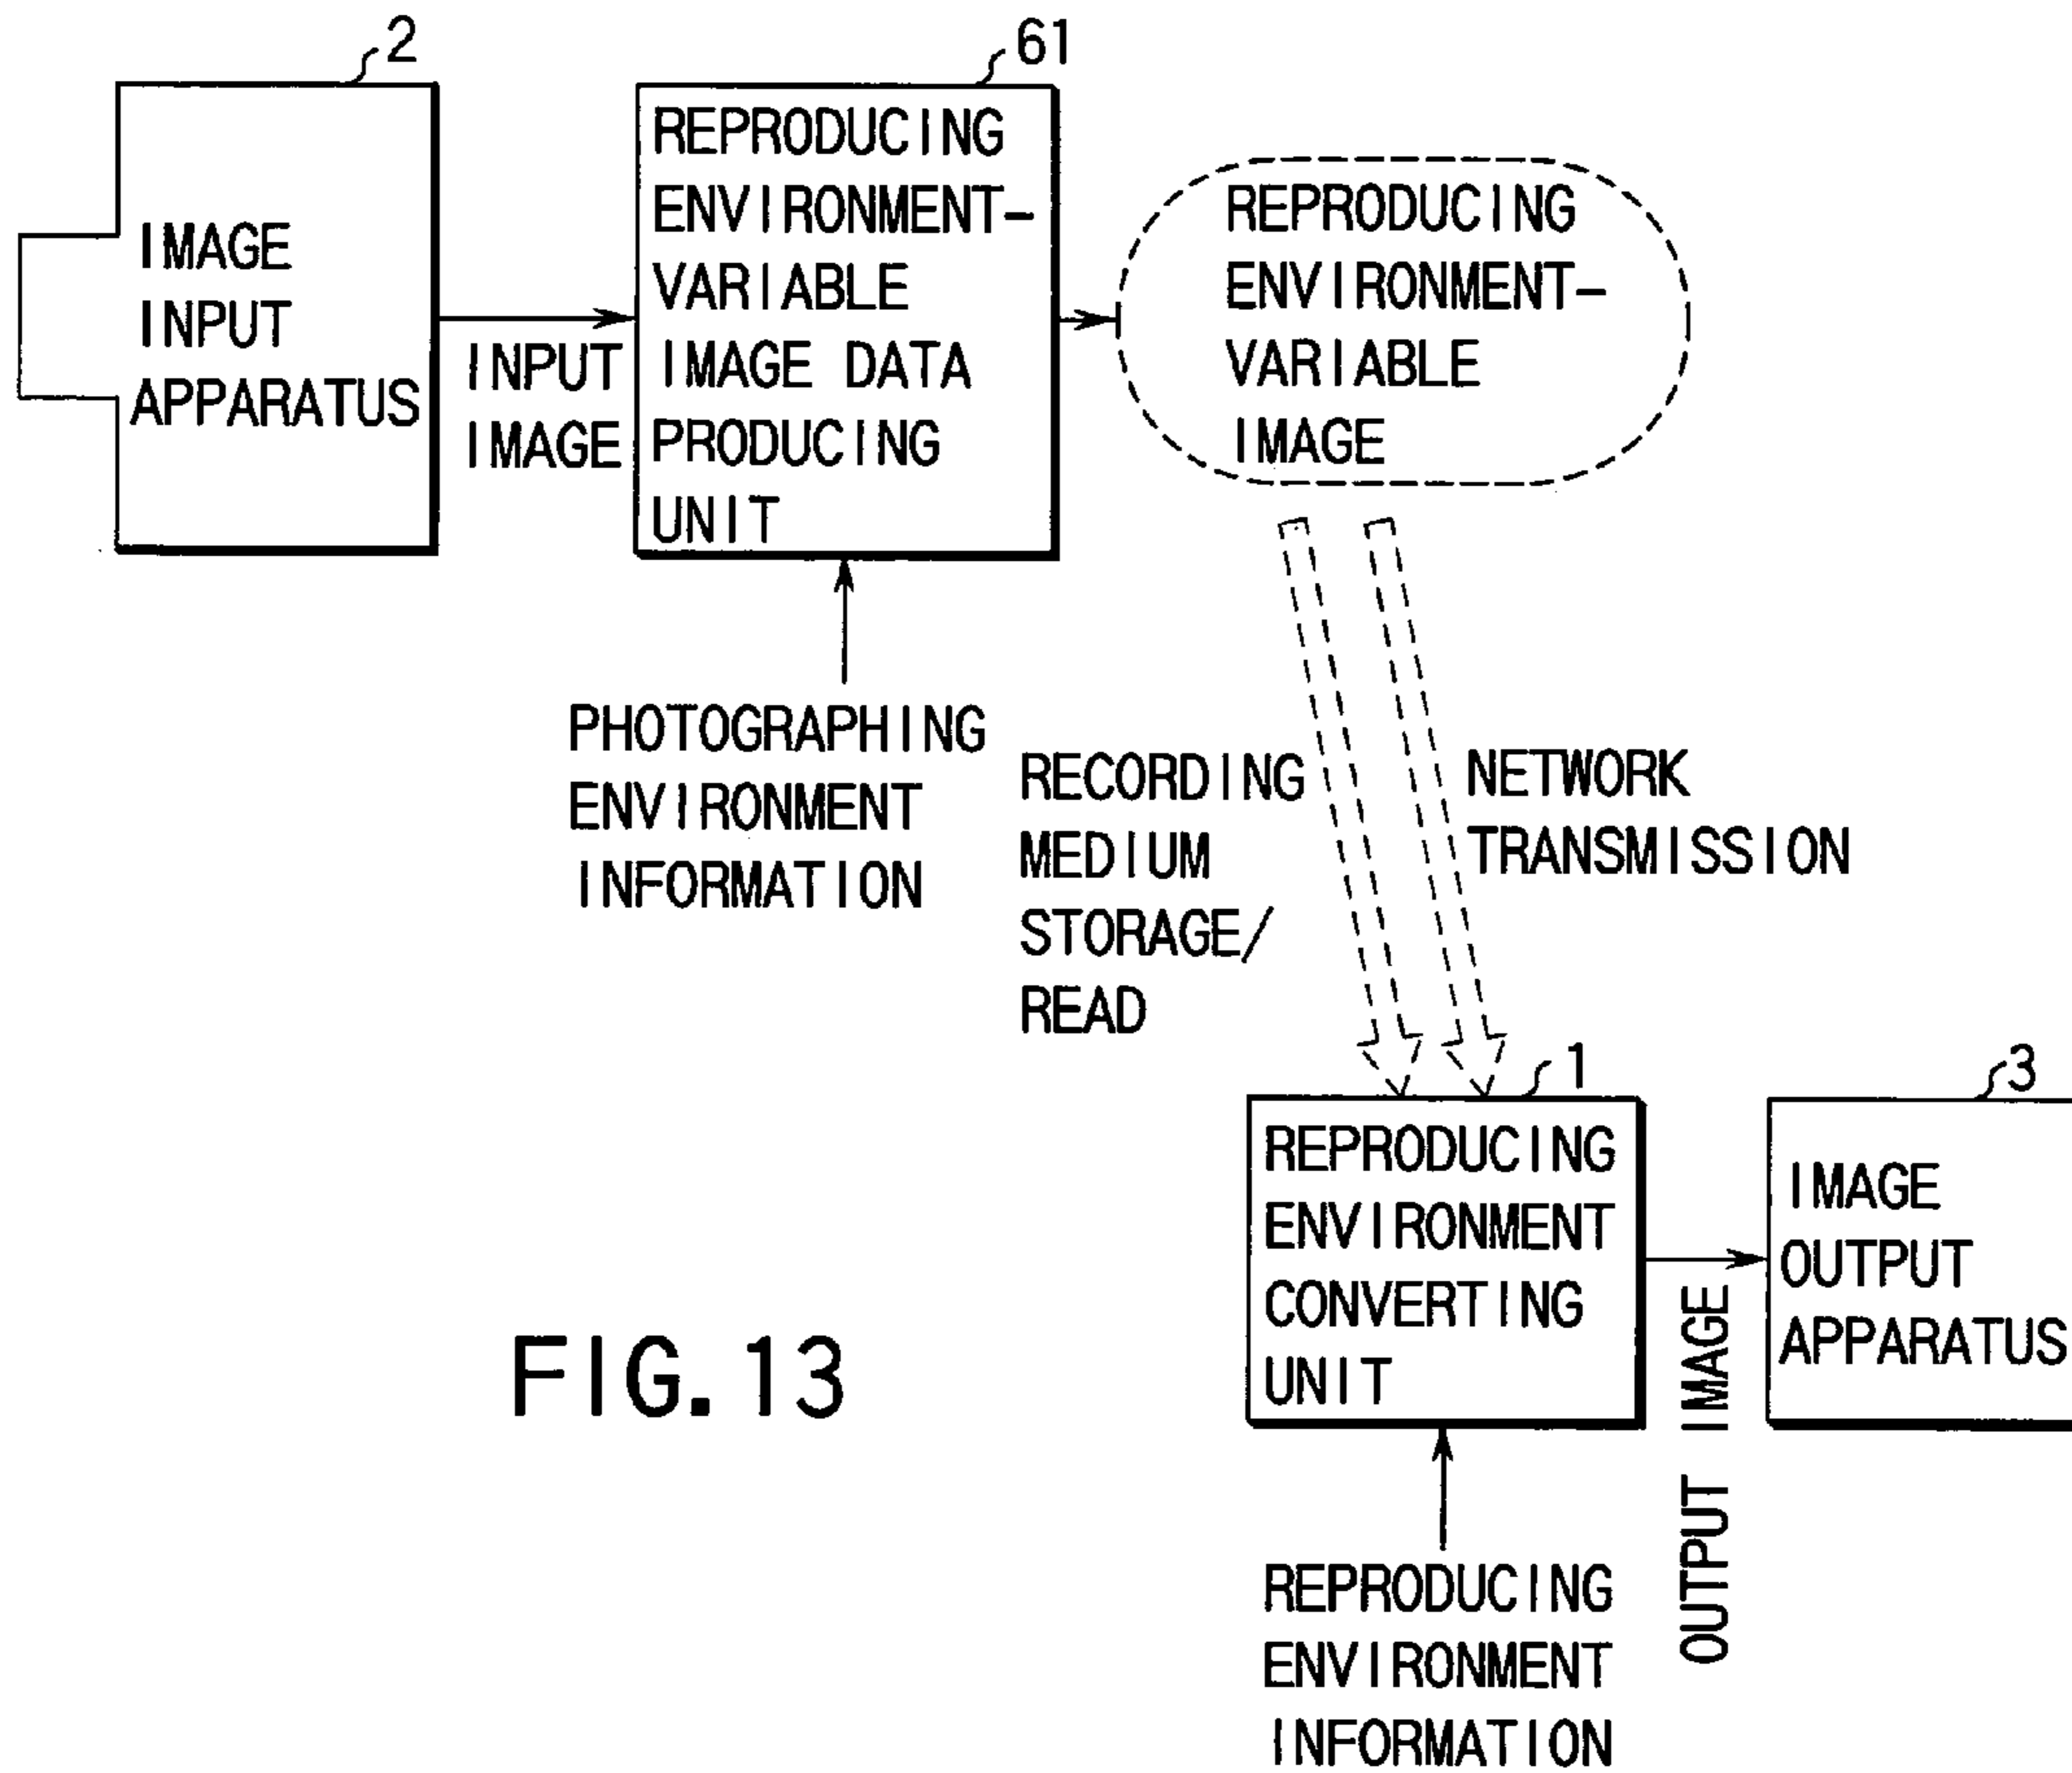 2
IMAGE
INPUT
APPARATUS
INPUT
IMAGE
61
REPRODUCING
ENVIRONMENT-
VARIABLE
IMAGE DATA
PRODUCING
UNIT
REPRODUCING
ENVIRONMENT-
VARIABLE
IMAGE
PHOTOGRAPHING
ENVIRONMENT
INFORMATION
RECORDING
MEDIUM
STORAGE/
READ
NETWORK
TRANSMISSION
1
REPRODUCING
ENVIRONMENT
CONVERTING
UNIT
OUTPUT IMAGE
3
IMAGE
OUTPUT
APPARATUS
REPRODUCING
ENVIRONMENT
INFORMATION
FIG.13